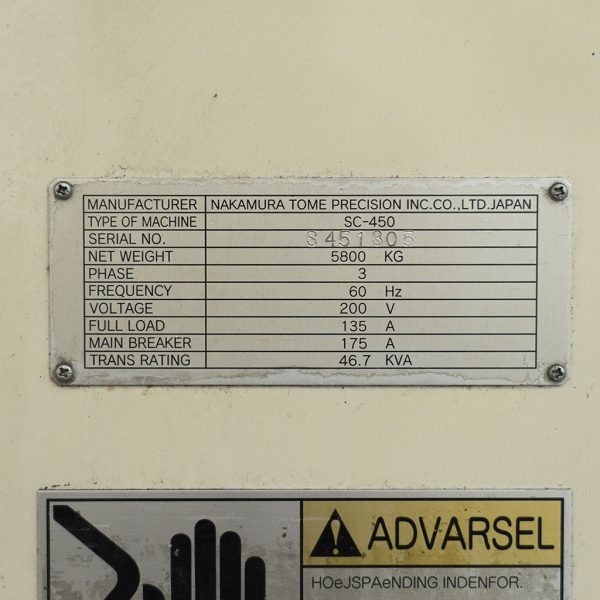 MANUFACTURER NAKAMURA TOME PRECISION INC.CO.,LTD.JAPAN
TYPE OF MACHINE SC-450
SERIAL NO. S451305
NET WEIGHT 5800 KG
PHASE 3
FREQUENCY 60 Hz
VOLTAGE 200 V
FULL LOAD 135 A
MAIN BREAKER 175 A
TRANS RATING 46.7 KVA
ADVARSEL
HOeJSPAeNDING INDENFOR.